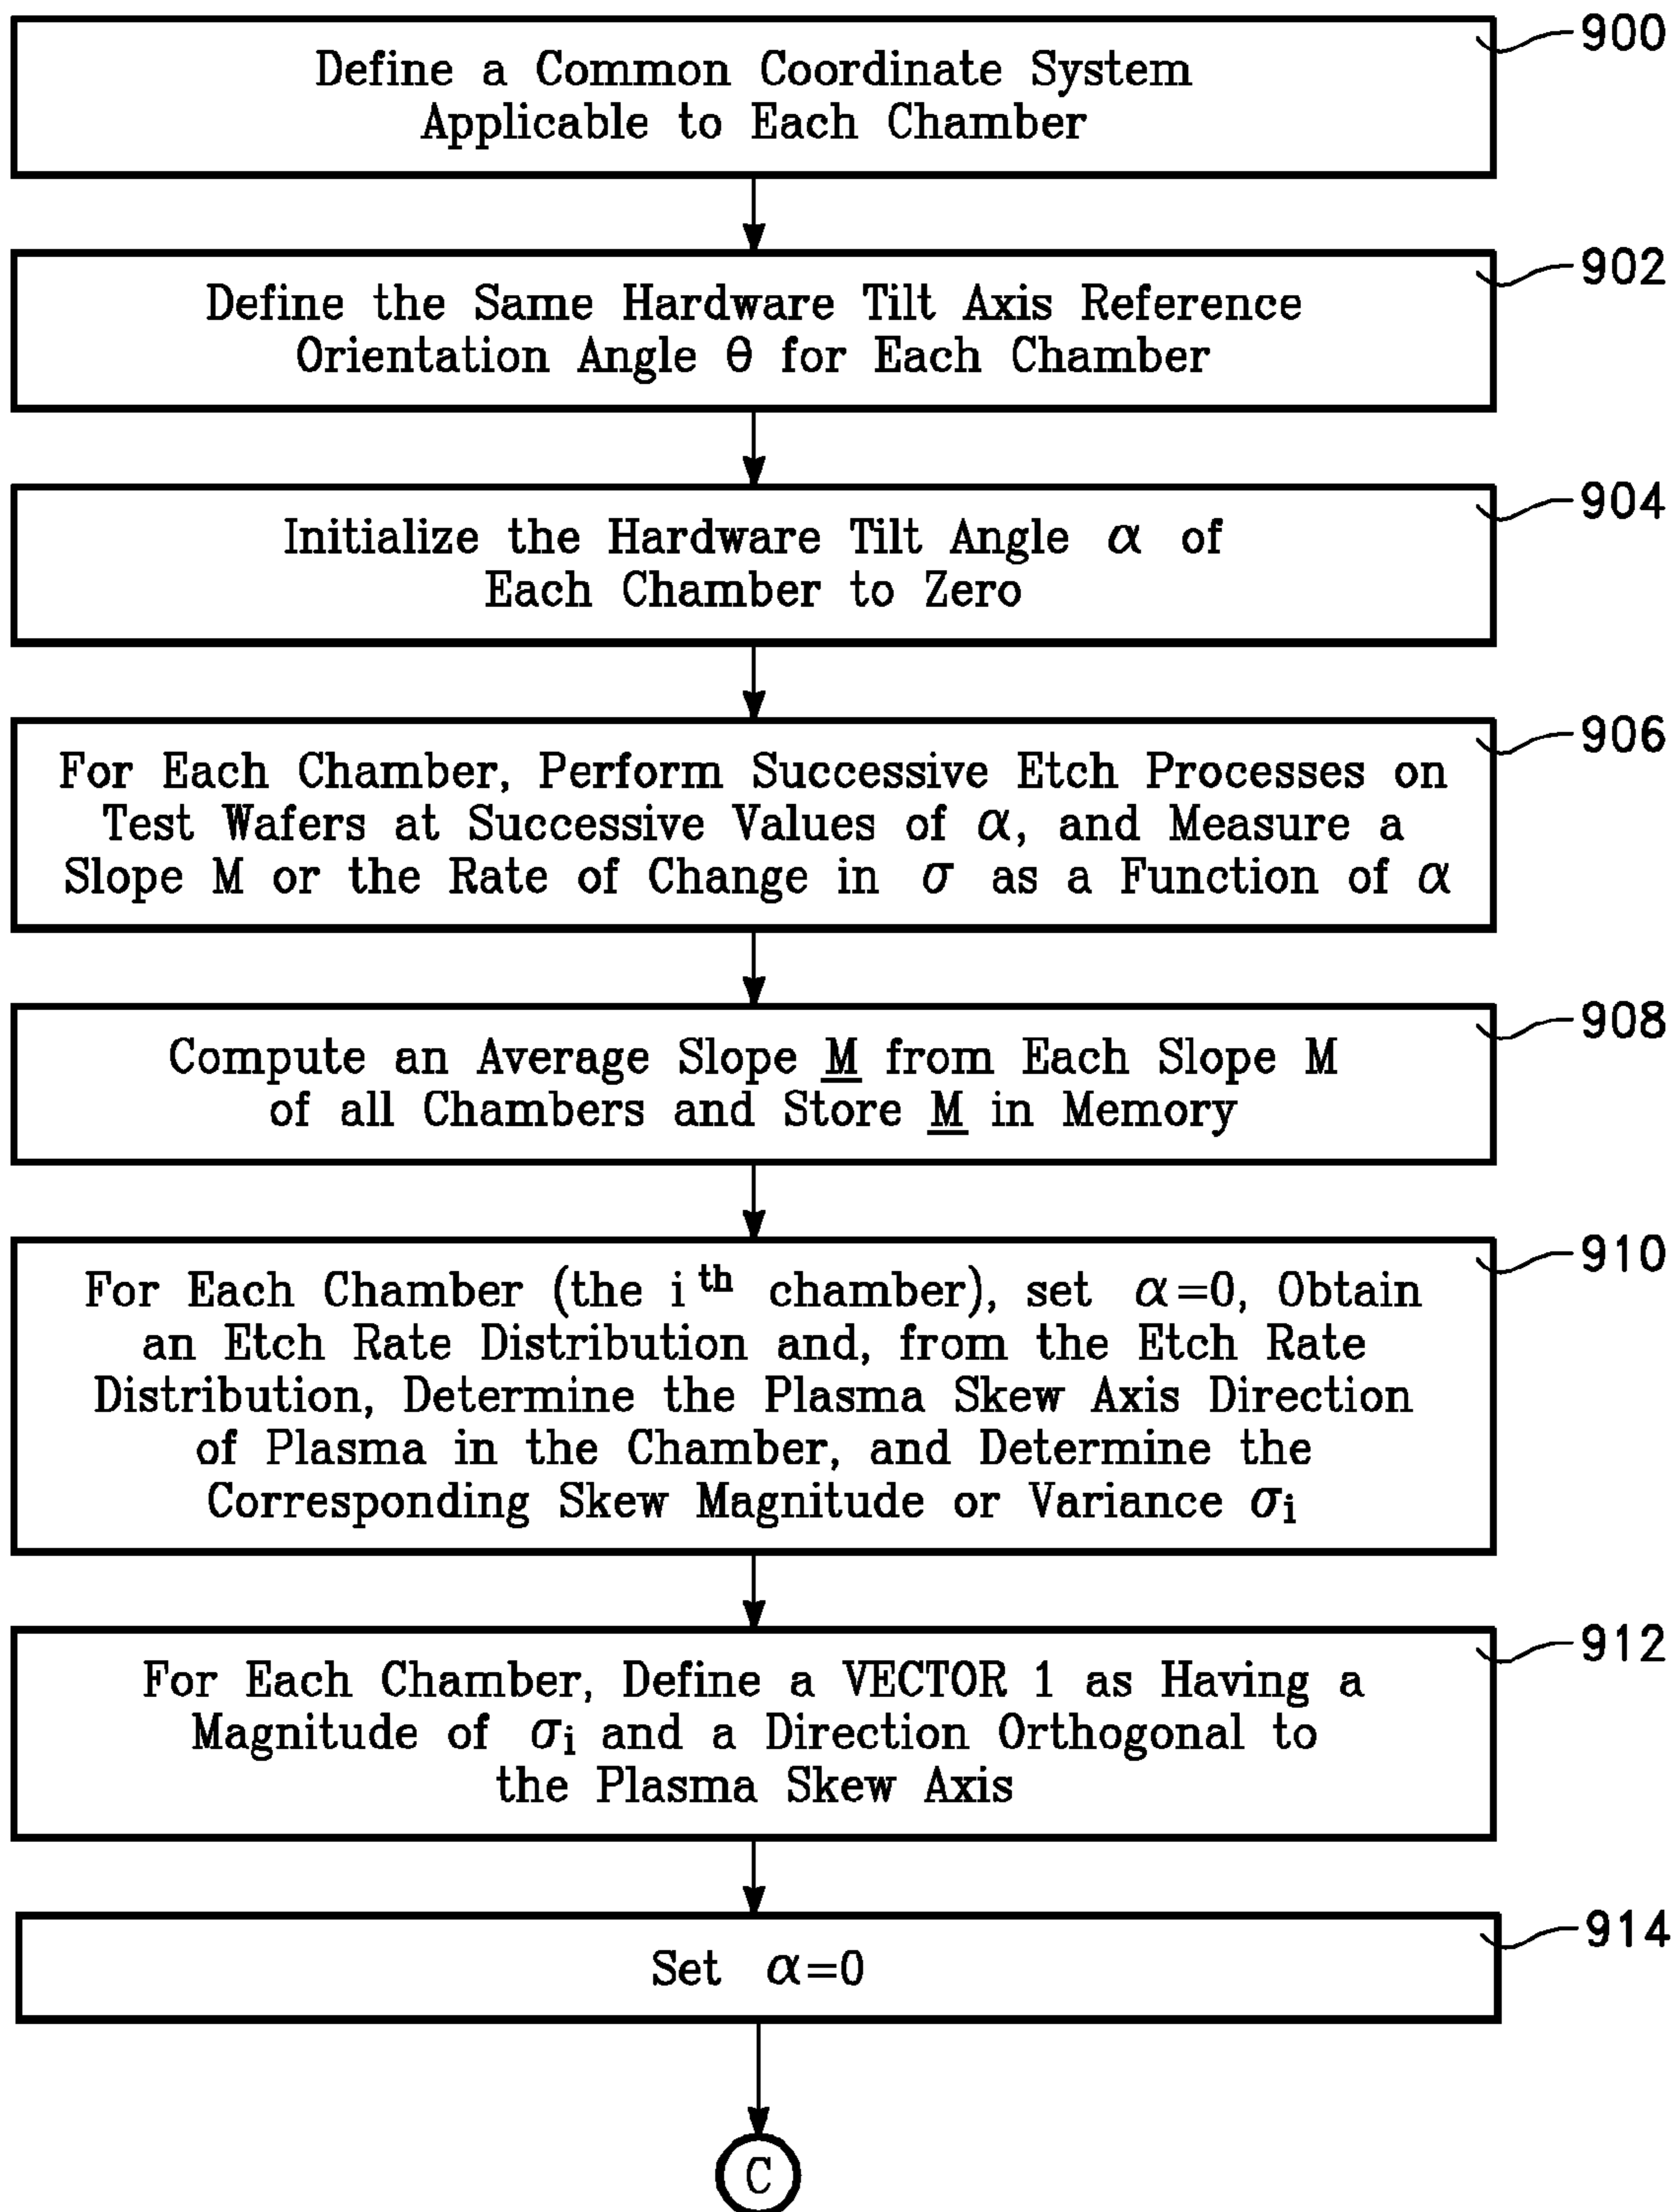 900
Define a Common Coordinate System
Applicable to Each Chamber
902
Define the Same Hardware Tilt Axis Reference
Orientation Angle θ for Each Chamber
904
Initialize the Hardware Tilt Angle α of
Each Chamber to Zero
906
For Each Chamber, Perform Successive Etch Processes on
Test Wafers at Successive Values of α, and Measure a
Slope M or the Rate of Change in σ as a Function of α
908
Compute an Average Slope M from Each Slope M
of all Chambers and Store M in Memory
910
For Each Chamber (the i th chamber), set α=0, Obtain
an Etch Rate Distribution and, from the Etch Rate
Distribution, Determine the Plasma Skew Axis Direction
of Plasma in the Chamber, and Determine the
Corresponding Skew Magnitude or Variance σi
912
For Each Chamber, Define a VECTOR 1 as Having a
Magnitude of σi and a Direction Orthogonal to
the Plasma Skew Axis
914
Set α=0
C